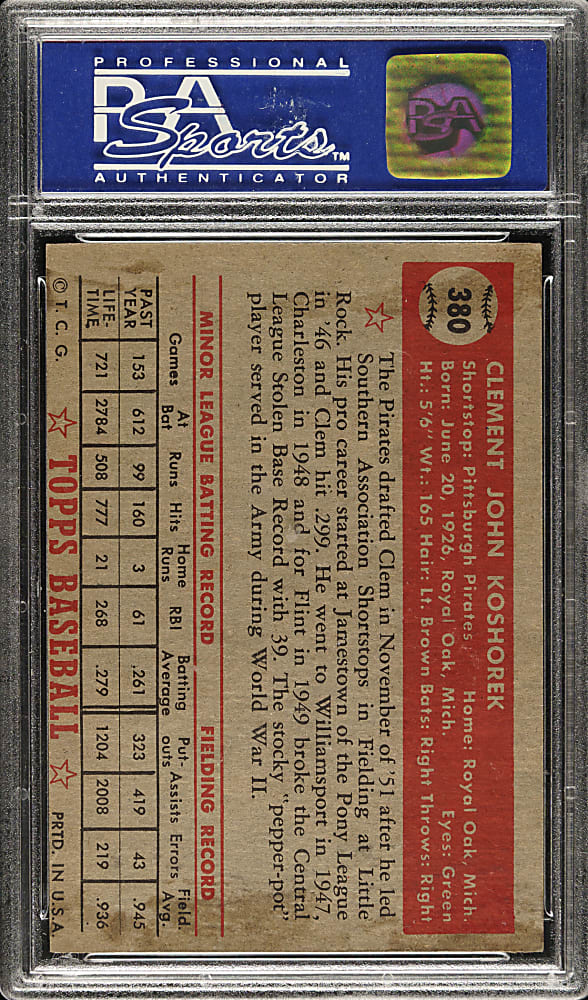 PROFESSIONAL
PSA
Sports™
AUTHENTICATOR
PSA
380
CLEMENT JOHN KOSHOREK
Shortstop: Pittsburgh Pirates Home: Royal Oak, Mich.
Born: June 20, 1926, Royal Oak, Mich. Eyes: Green
Ht.: 5'6" Wt.: 165 Hair: Lt. Brown Bats: Right Throws: Right
The Pirates drafted Clem in November of '51 after he led
Southern Association Shortstops in Fielding at Little
Rock. His pro career started at Jamestown of the Pony League
in '46 and Clem hit .299. He went to Williamsport in 1947,
Charleston in 1948 and for Flint in 1949 broke the Central
League Stolen Base Record with 39. The stocky "pepper-pot"
player served in the Army during World War II.
MINOR LEAGUE BATTING RECORD FIELDING RECORD
Games At Bat Runs Hits Home Runs RBI Batting Average Put-outs Assists Errors Field. Avg.
PAST YEAR 153 612 99 160 3 61 .261 323 419 43 .945
LIFE-TIME 721 2784 508 777 21 268 .279 1204 2008 219 .936
© T. C. G. TOPPS BASEBALL PRTD. IN U.S.A.